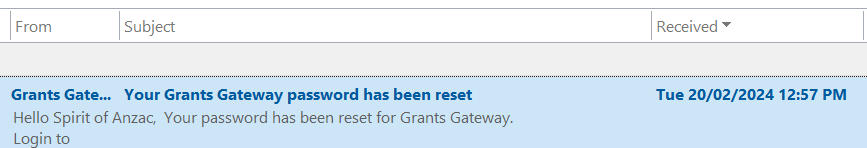 From Subject Received
Grants Gate... Your Grants Gateway password has been reset Tue 20/02/2024 12:57 PM
Hello Spirit of Anzac,  Your password has been reset for Grants Gateway.
Login to